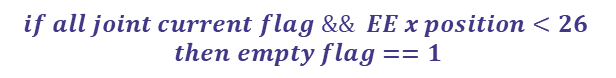 if all joint current flag && EE x position < 26
then empty flag == 1